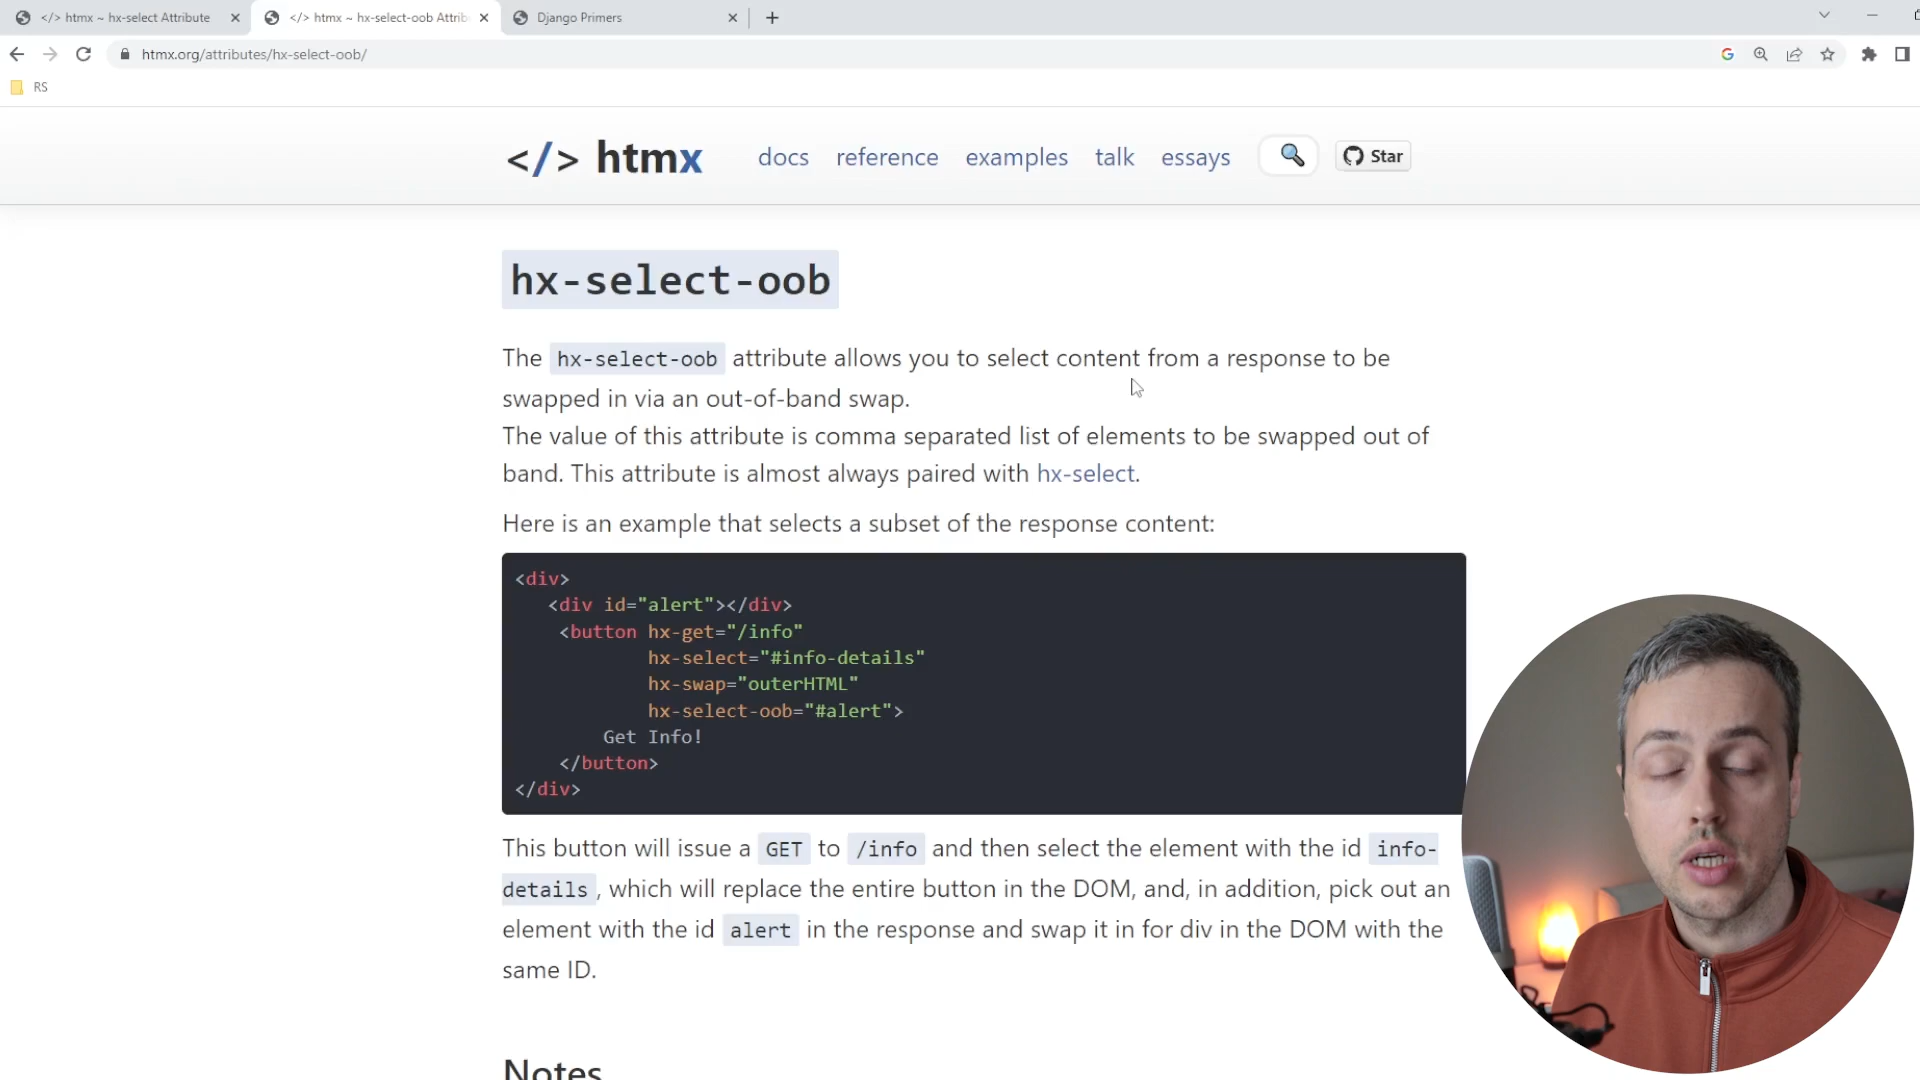 </> htmx ~ hx-select Attribute
</> htmx ~ hx-select-oob Attrib
Django Primers
htmx.org/attributes/hx-select-oob/
RS
</> htmx
docs
reference
examples
talk
essays
Star
hx-select-oob
The hx-select-oob attribute allows you to select content from a response to be
swapped in via an out-of-band swap.
The value of this attribute is comma separated list of elements to be swapped out of
band. This attribute is almost always paired with hx-select.
Here is an example that selects a subset of the response content:
<div>
<div id="alert"></div>
<button hx-get="/info"
hx-select="#info-details"
hx-swap="outerHTML"
hx-select-oob="#alert">
Get Info!
</button>
</div>
This button will issue a GET to /info and then select the element with the id info-
details, which will replace the entire button in the DOM, and, in addition, pick out an
element with the id alert in the response and swap it in for div in the DOM with the
same ID.
Notes